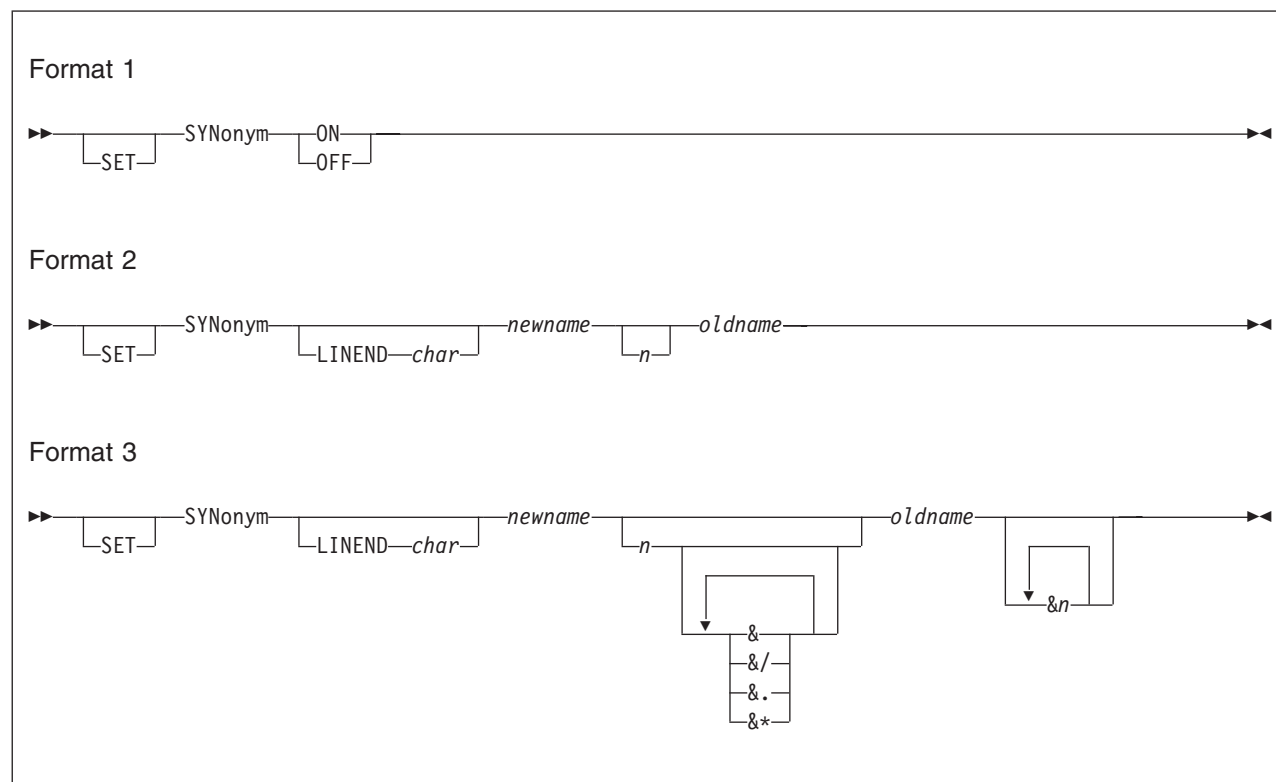 Format 1
SYNonym ON
SET OFF
Format 2
SYNonym newname oldname
SET LINEND char n
Format 3
SYNonym newname oldname
SET LINEND char n
&n
&
&/
&.
&*